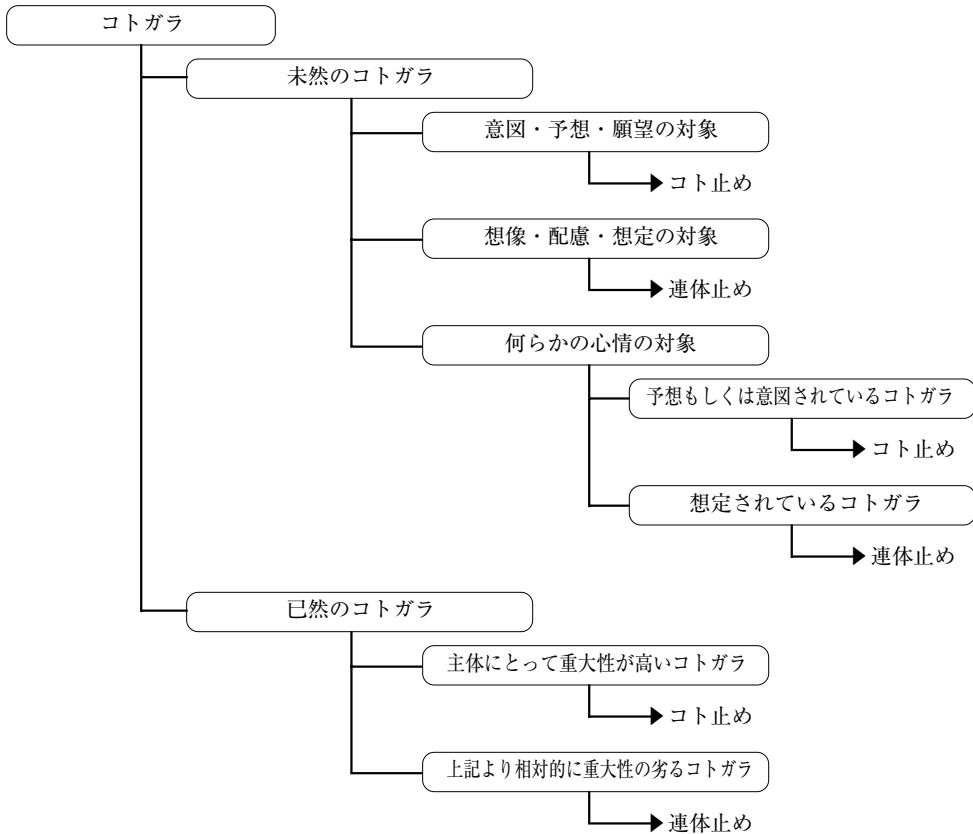 コトガラ
未然のコトガラ
意図・予想・願望の対象
コト止め
想像・配慮・想定の対象
連体止め
何らかの心情の対象
予想もしくは意図されているコトガラ
コト止め
想定されているコトガラ
連体止め
已然のコトガラ
主体にとって重大性が高いコトガラ
コト止め
上記より相対的に重大性の劣るコトガラ
連体止め